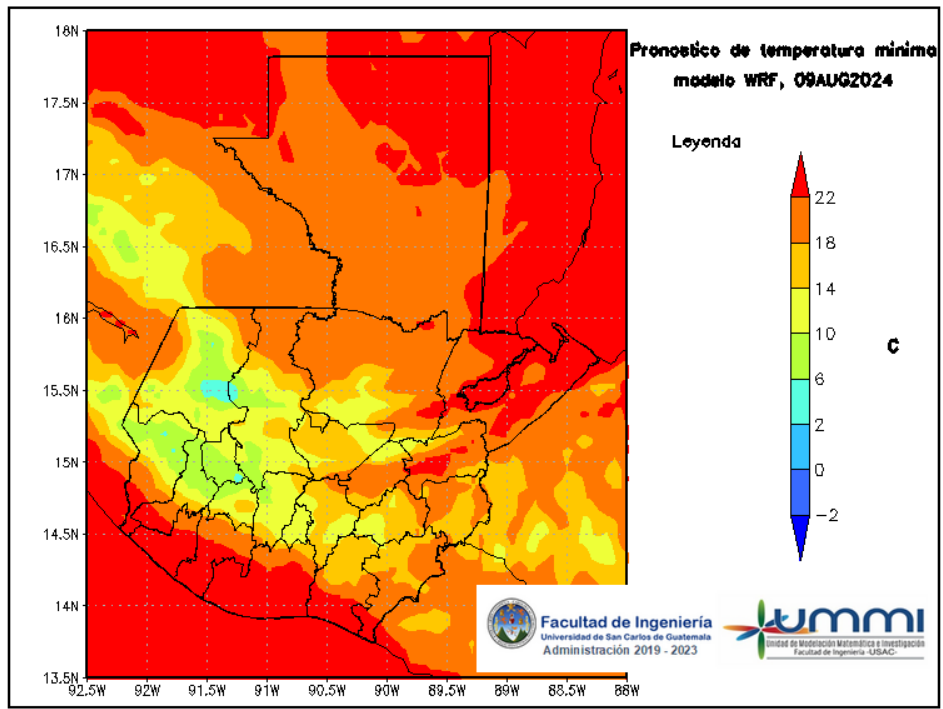 Pronostico de temperatura minima
modelo WRF, 09AUG2024
Leyenda
22
18
14
10
6
2
0
−2
C
18N
17.5N
17N
16.5N
16N
15.5N
15N
14.5N
14N
13.5N
92.5W 92W 91.5W 91W 90.5W 90W 89.5W 89W 88.5W 88W
Facultad de Ingeniería
Universidad de San Carlos de Guatemala
Administración 2019 - 2023
ummi
Unidad de Modelación Matemática e Investigación
Facultad de Ingeniería -USAC-